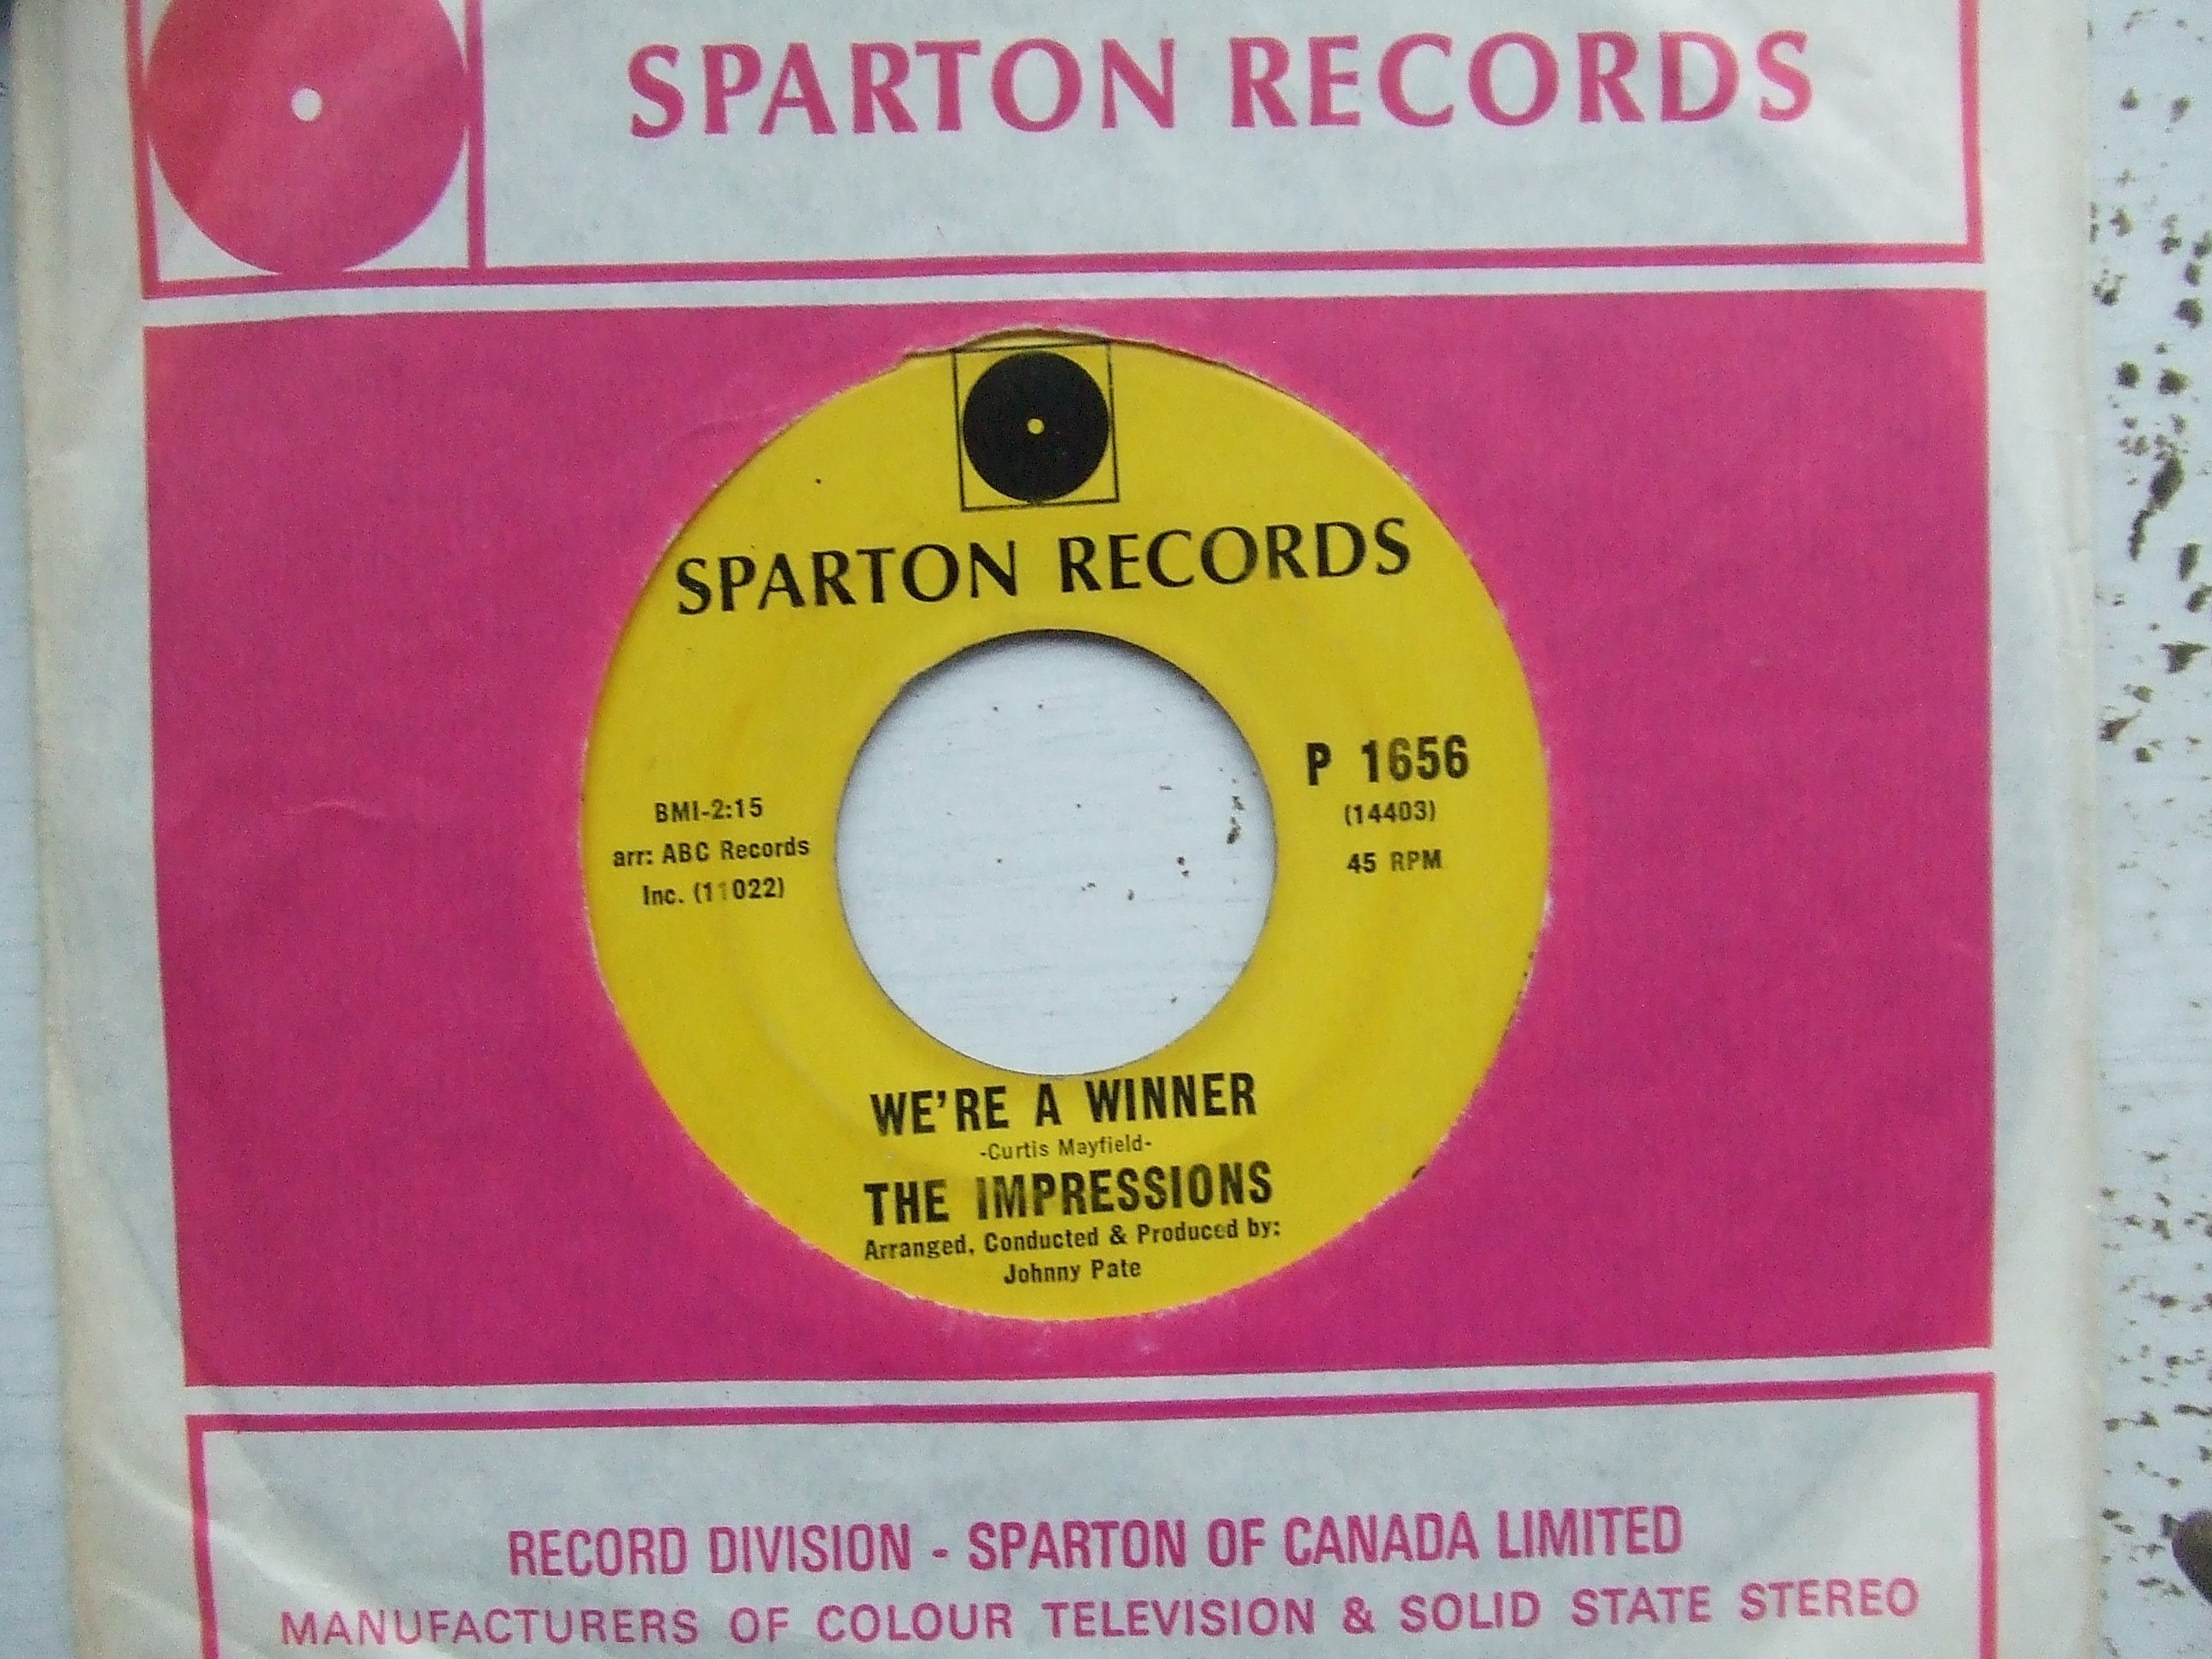 SPARTON RECORDS
SPARTON RECORDS
BMI-2:15
arr: ABC Records
Inc. (11022)
P 1656
(14403)
45 RPM
WE'RE A WINNER
-Curtis Mayfield-
THE IMPRESSIONS
Arranged, Conducted & Produced by:
Johnny Pate
RECORD DIVISION - SPARTON OF CANADA LIMITED
MANUFACTURERS OF COLOUR TELEVISION & SOLID STATE STEREO